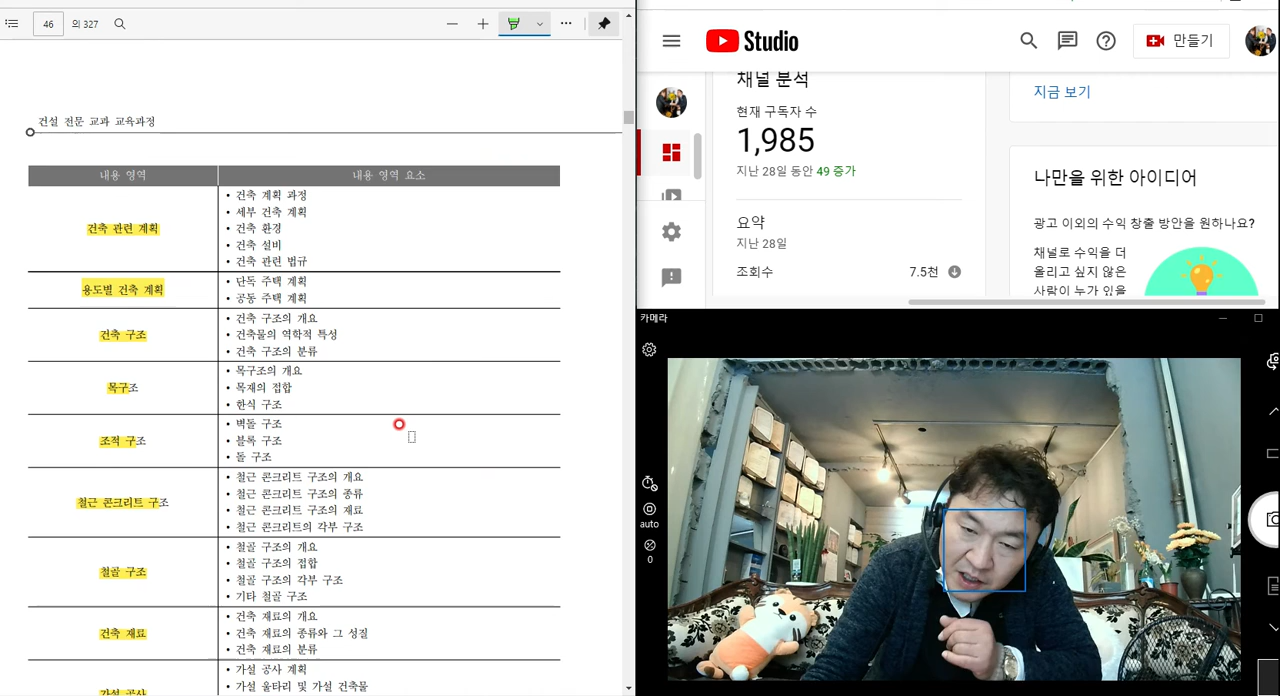 46
의 327
건설 전문 교과 교육과정
내용 영역
내용 영역 요소
건축 관련 계획
• 건축 계획 과정
• 세부 건축 계획
• 건축 환경
• 건축 설비
• 건축 관련 법규
용도별 건축 계획
• 단독 주택 계획
• 공동 주택 계획
건축 구조
• 건축 구조의 개요
• 건축물의 역학적 특성
• 건축 구조의 분류
목구조
• 목구조의 개요
• 목재의 접합
• 한식 구조
조적 구조
• 벽돌 구조
• 블록 구조
• 돌 구조
철근 콘크리트 구조
• 철근 콘크리트 구조의 개요
• 철근 콘크리트 구조의 종류
• 철근 콘크리트 구조의 재료
• 철근 콘크리트의 각부 구조
철골 구조
• 철골 구조의 개요
• 철골 구조의 접합
• 철골 구조의 각부 구조
• 기타 철골 구조
건축 재료
• 건축 재료의 개요
• 건축 재료의 종류와 그 성질
• 건축 재료의 분류
가설 공사
• 가설 공사 계획
• 가설 울타리 및 가설 건축물
Studio
만들기
채널 분석
현재 구독자 수
1,985
지난 28일 동안 49 증가
요약
지난 28일
조회수
7.5천
지금 보기
나만을 위한 아이디어
광고 이외의 수익 창출 방안을 원하나요?
채널로 수익을 더
올리고 싶지 않은
사람이 누가 있을
카메라
auto
0